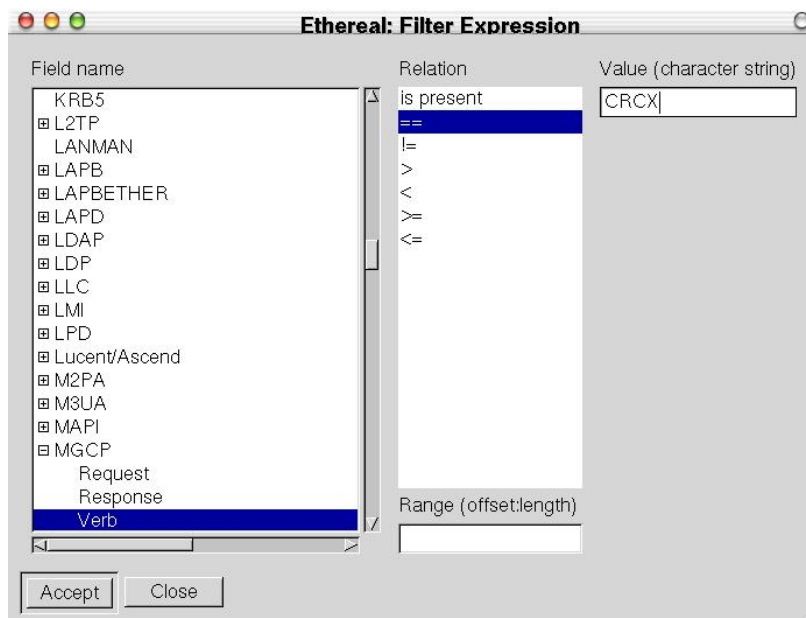 Ethereal: Filter Expression
Field name
KRB5
L2TP
LANMAN
LAPB
LAPBETHER
LAPD
LDAP
LDP
LLC
LMI
LPD
Lucent/Ascend
M2PA
M3UA
MAPI
MGCP
Request
Response
Verb
Relation
is present
==
!=
>
<
>=
<=
Range (offset:length)
Value (character string)
CRCX
Accept
Close